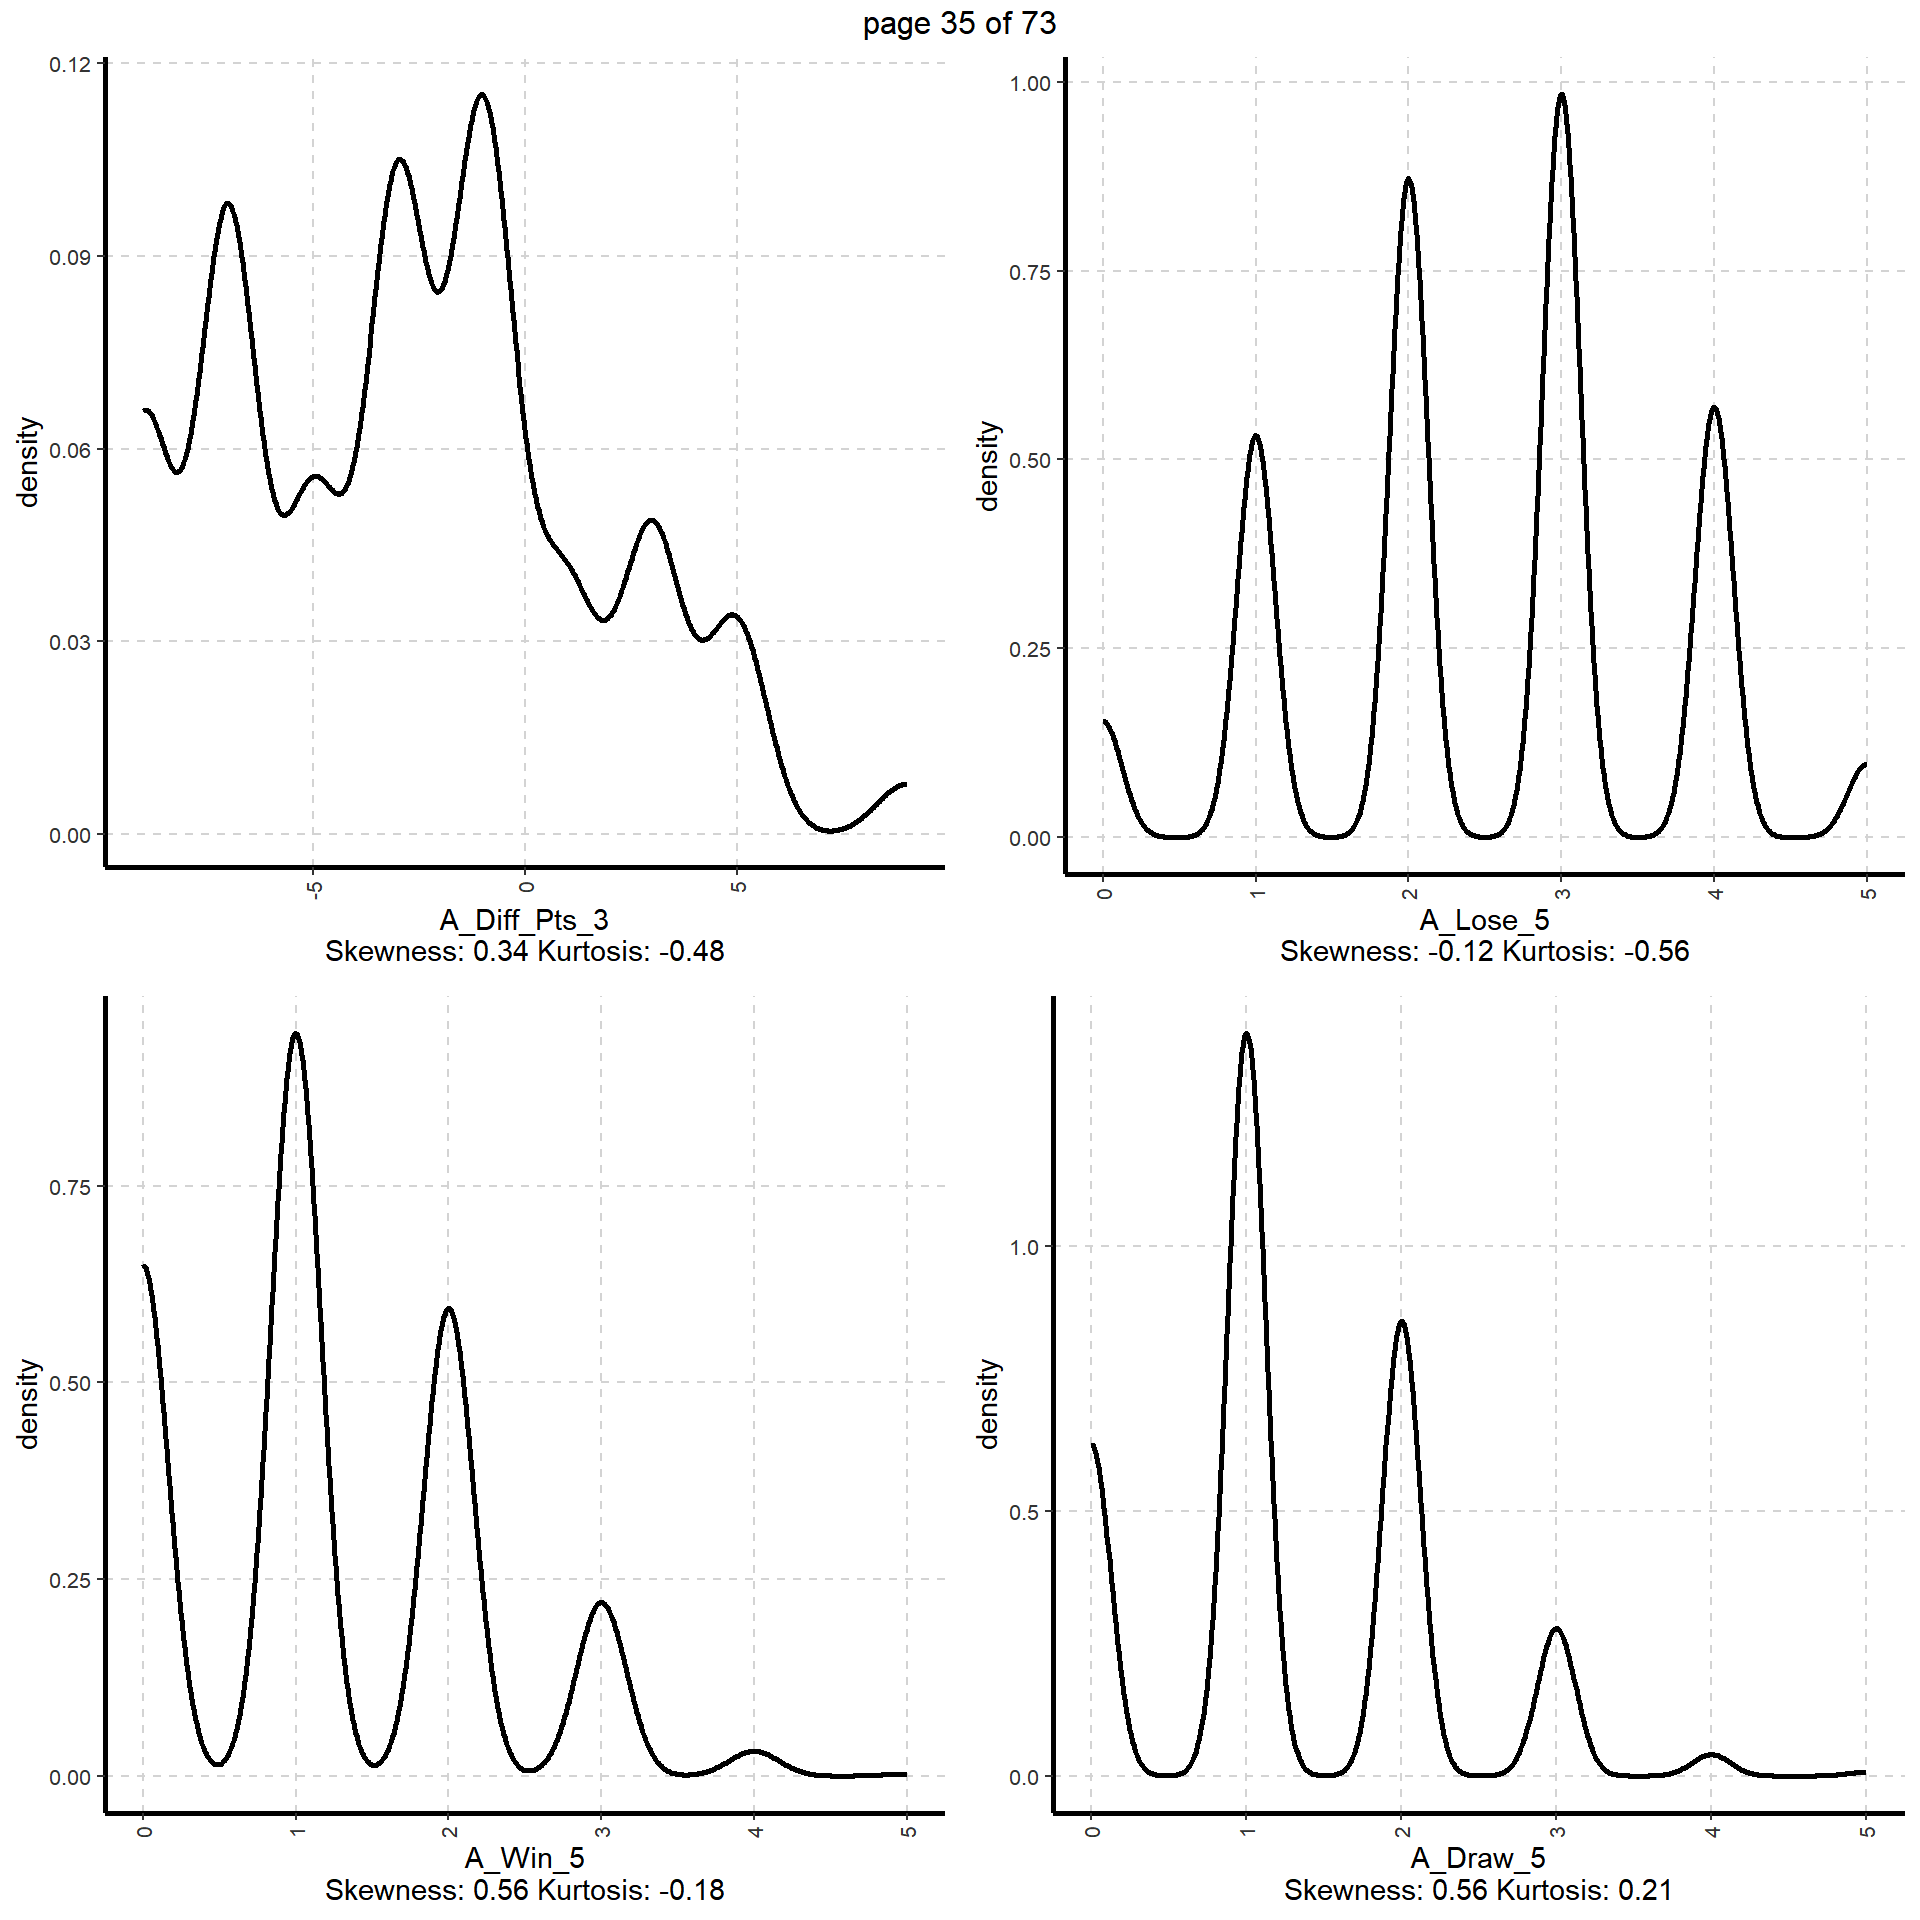 page 35 of 73
0.12
0.09
0.06
0.03
0.00
density
-5
0
5
A_Diff_Pts_3
Skewness: 0.34 Kurtosis: -0.48
1.00
0.75
0.50
0.25
0.00
density
0
1
2
3
4
5
A_Lose_5
Skewness: -0.12 Kurtosis: -0.56
0.75
0.50
0.25
0.00
density
0
1
2
3
4
5
A_Win_5
Skewness: 0.56 Kurtosis: -0.18
1.0
0.5
0.0
density
0
1
2
3
4
5
A_Draw_5
Skewness: 0.56 Kurtosis: 0.21